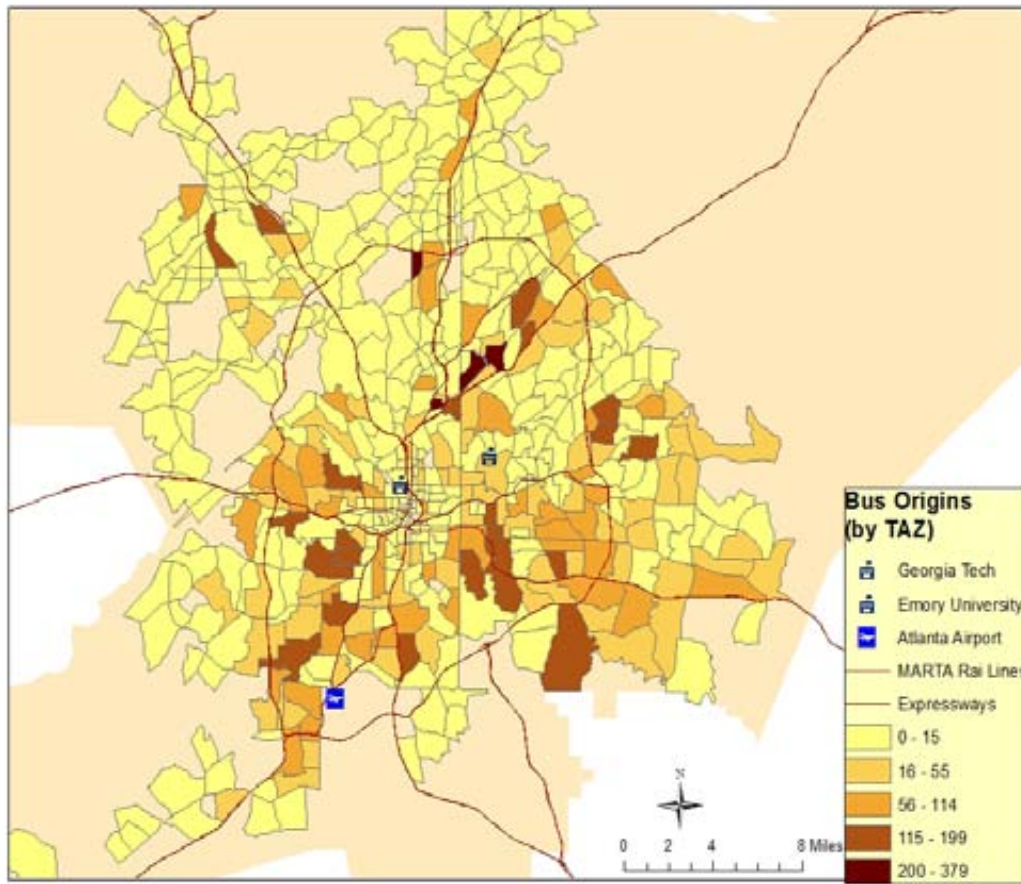 Bus Origins
(by TAZ)
Georgia Tech
Emory University
Atlanta Airport
MARTA Rai Lines
Expressways
0 - 15
16 - 55
56 - 114
115 - 199
200 - 379
N
0 2 4 8 Miles